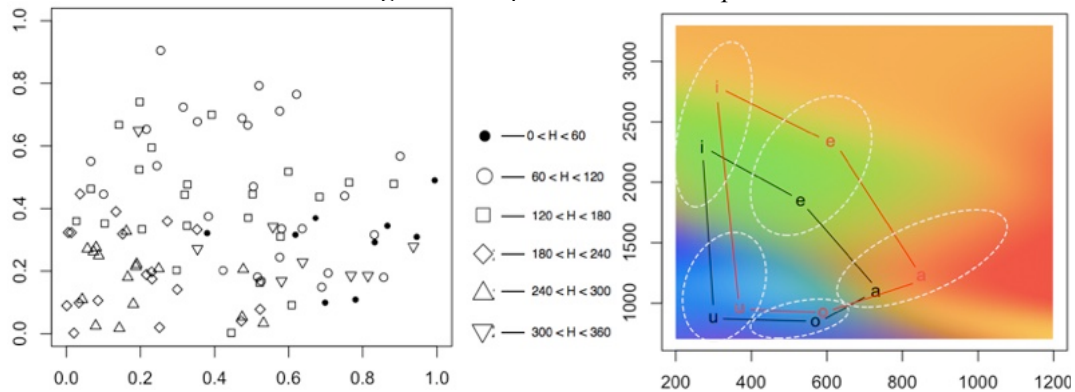 1.0
0.8
0.6
0.4
0.2
0.0
0.0 0.2 0.4 0.6 0.8 1.0
0 < H < 60
60 < H < 120
120 < H < 180
180 < H < 240
240 < H < 300
300 < H < 360
3000
2500
2000
1500
1000
i
e
i
e
a
a
u
o
o
200 400 600 800 1000 1200